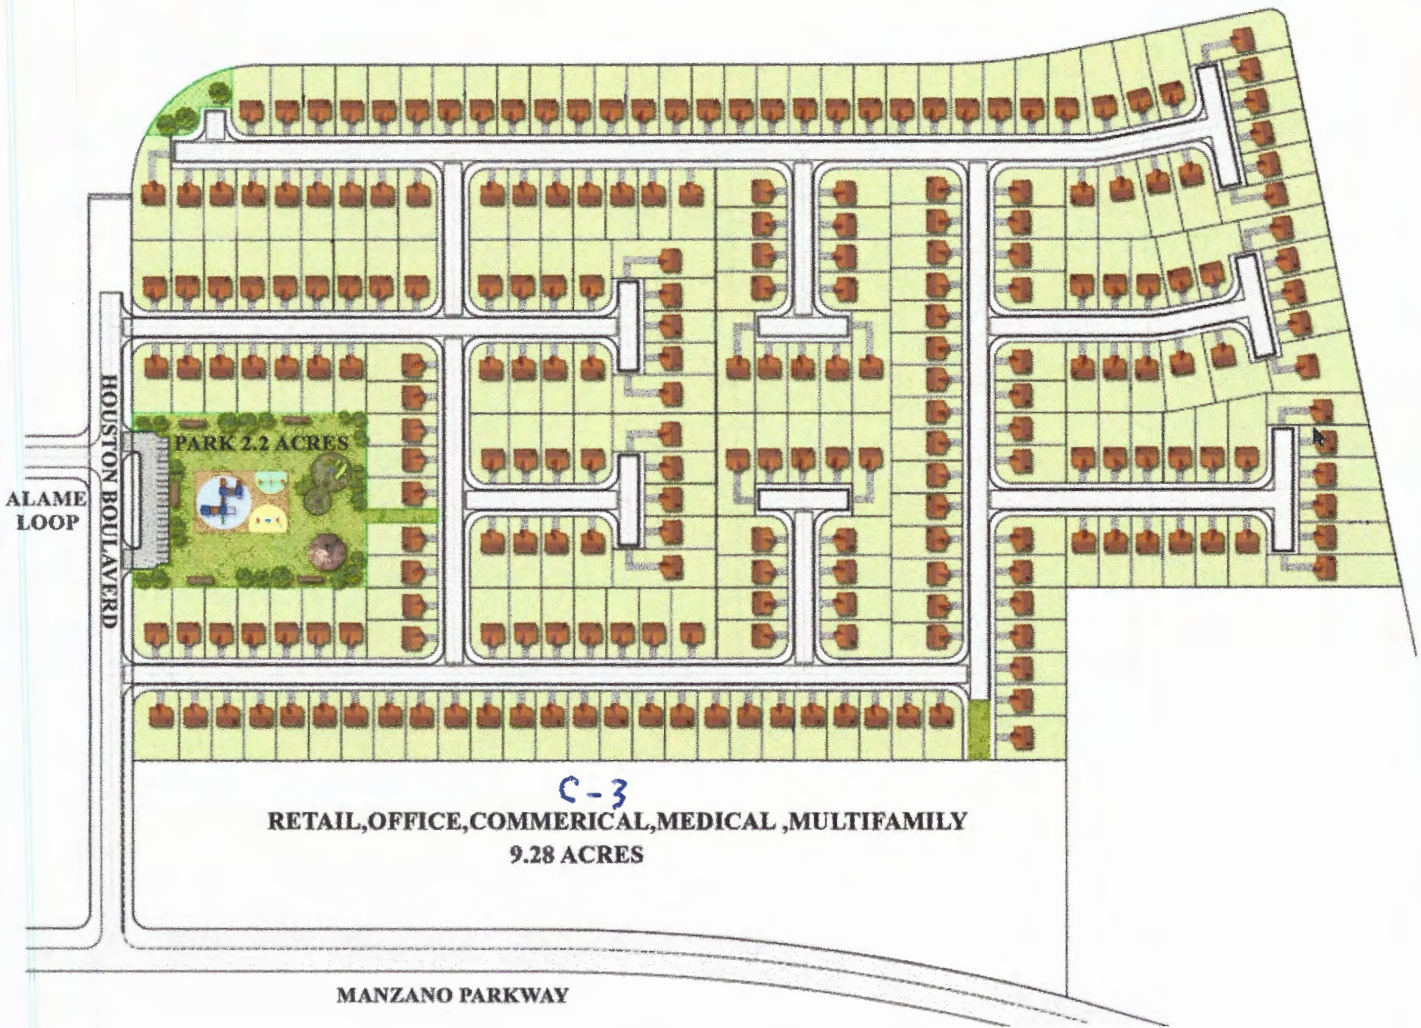 PARK 2.2 ACRES
HOUSTON BOULAVERD
ALAME
LOOP
C-3
RETAIL,OFFICE,COMMERICAL,MEDICAL ,MULTIFAMILY
9.28 ACRES
MANZANO PARKWAY